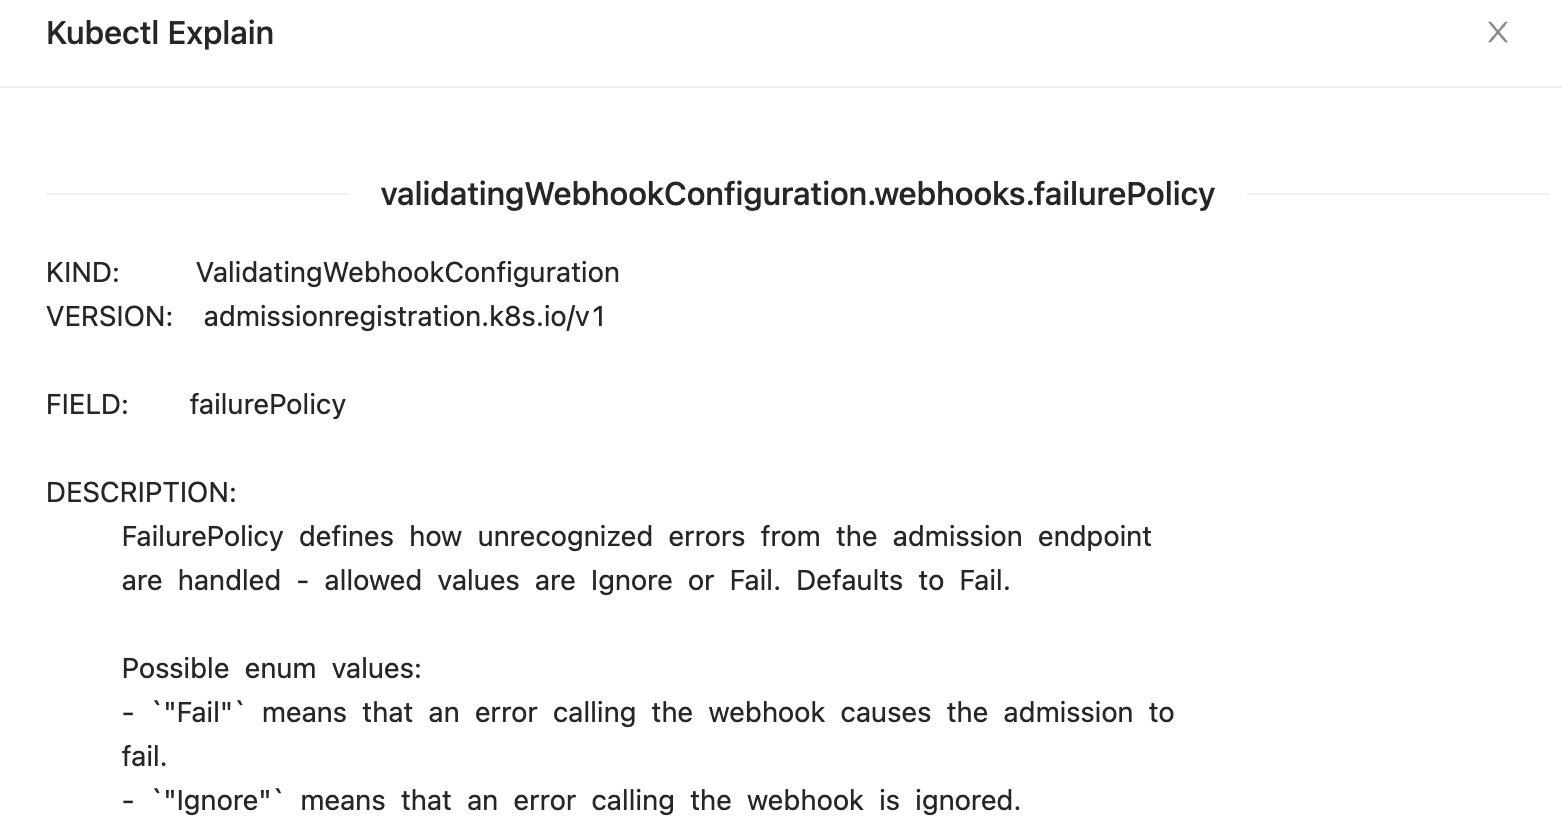 Kubectl Explain
validatingWebhookConfiguration.webhooks.failurePolicy
KIND: ValidatingWebhookConfiguration
VERSION: admissionregistration.k8s.io/v1
FIELD: failurePolicy
DESCRIPTION:
FailurePolicy defines how unrecognized errors from the admission endpoint
are handled - allowed values are Ignore or Fail. Defaults to Fail.
Possible enum values:
- `"Fail"` means that an error calling the webhook causes the admission to
fail.
- `"Ignore"` means that an error calling the webhook is ignored.